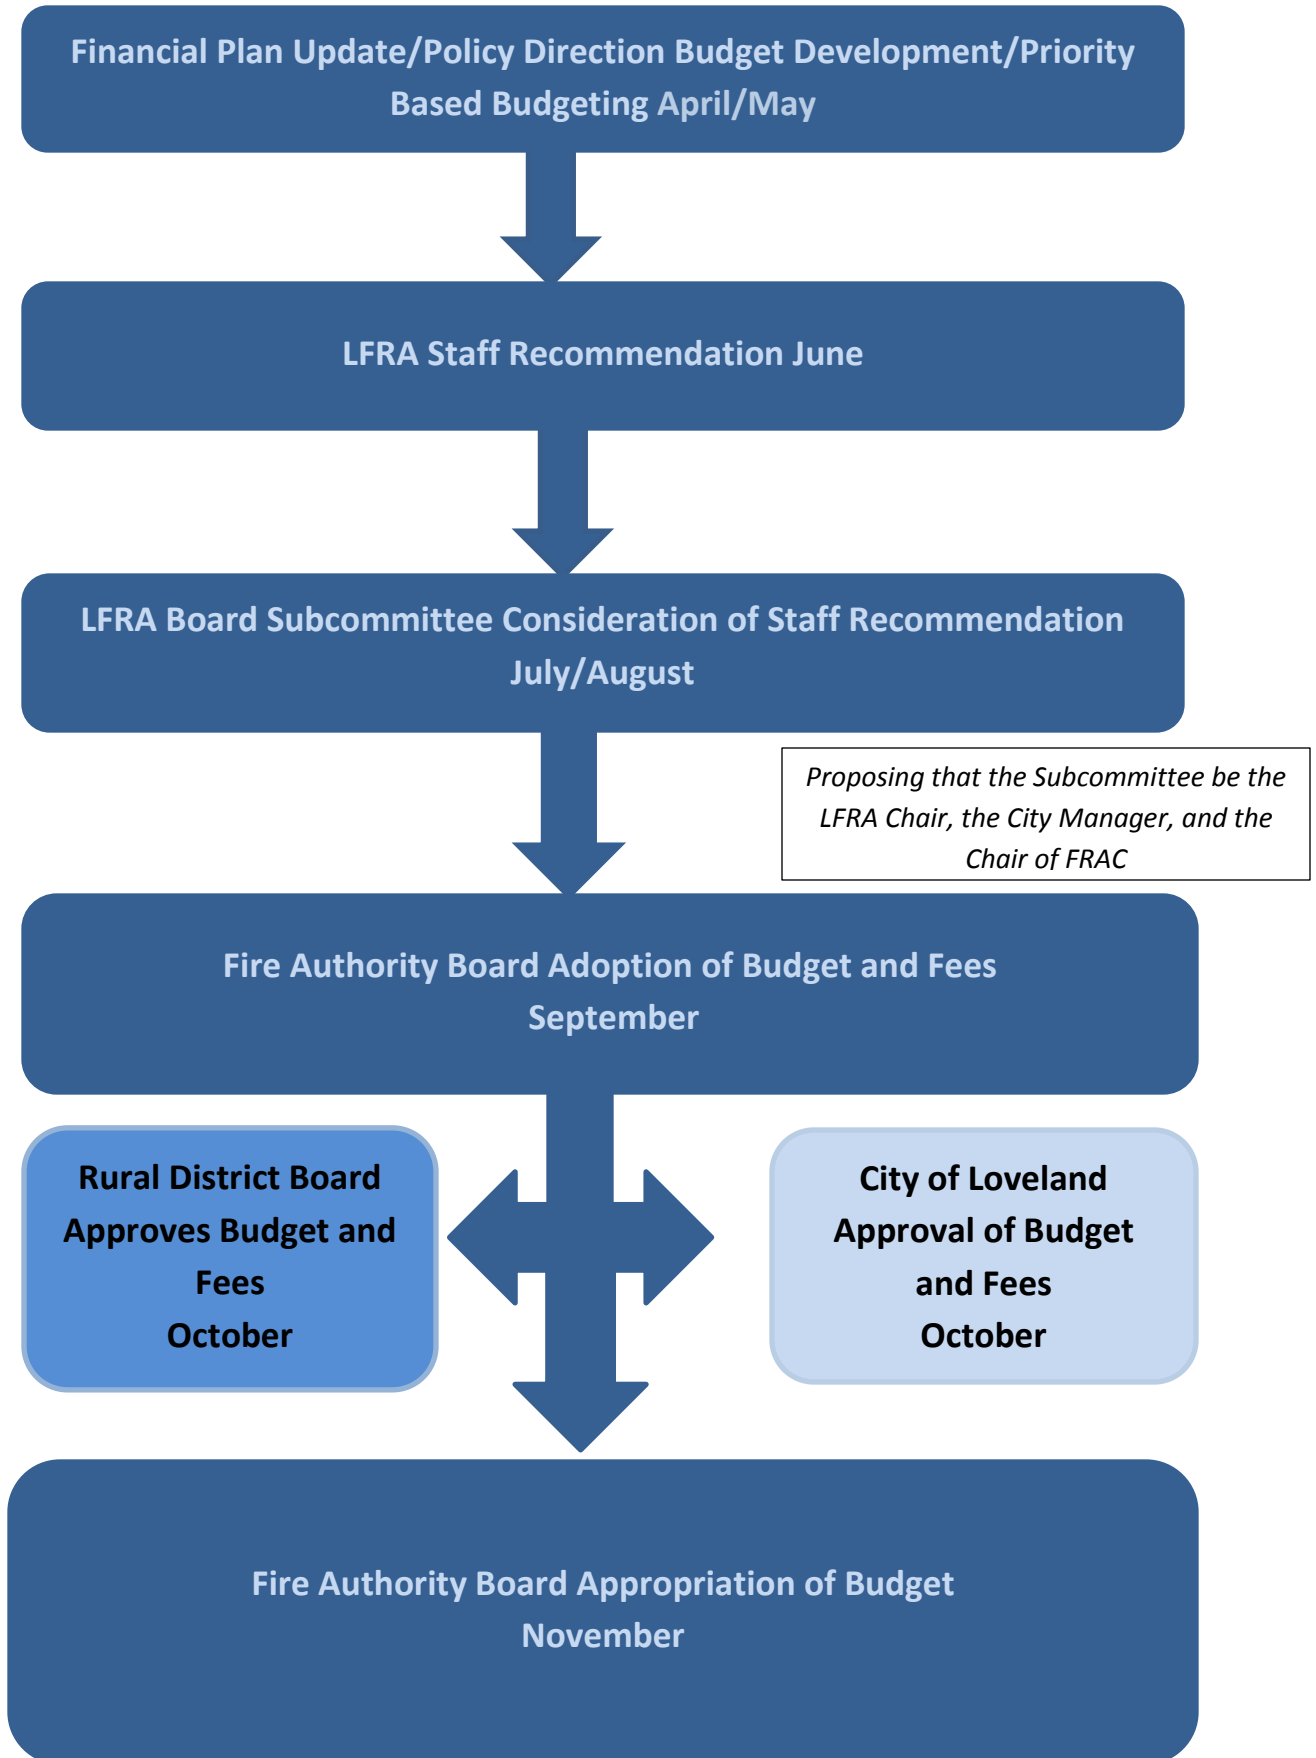 Financial Plan Update/Policy Direction Budget Development/Priority
Based Budgeting April/May
LFRA Staff Recommendation June
LFRA Board Subcommittee Consideration of Staff Recommendation
July/August
Proposing that the Subcommittee be the
LFRA Chair, the City Manager, and the
Chair of FRAC
Fire Authority Board Adoption of Budget and Fees
September
Rural District Board
Approves Budget and
Fees
October
City of Loveland
Approval of Budget
and Fees
October
Fire Authority Board Appropriation of Budget
November